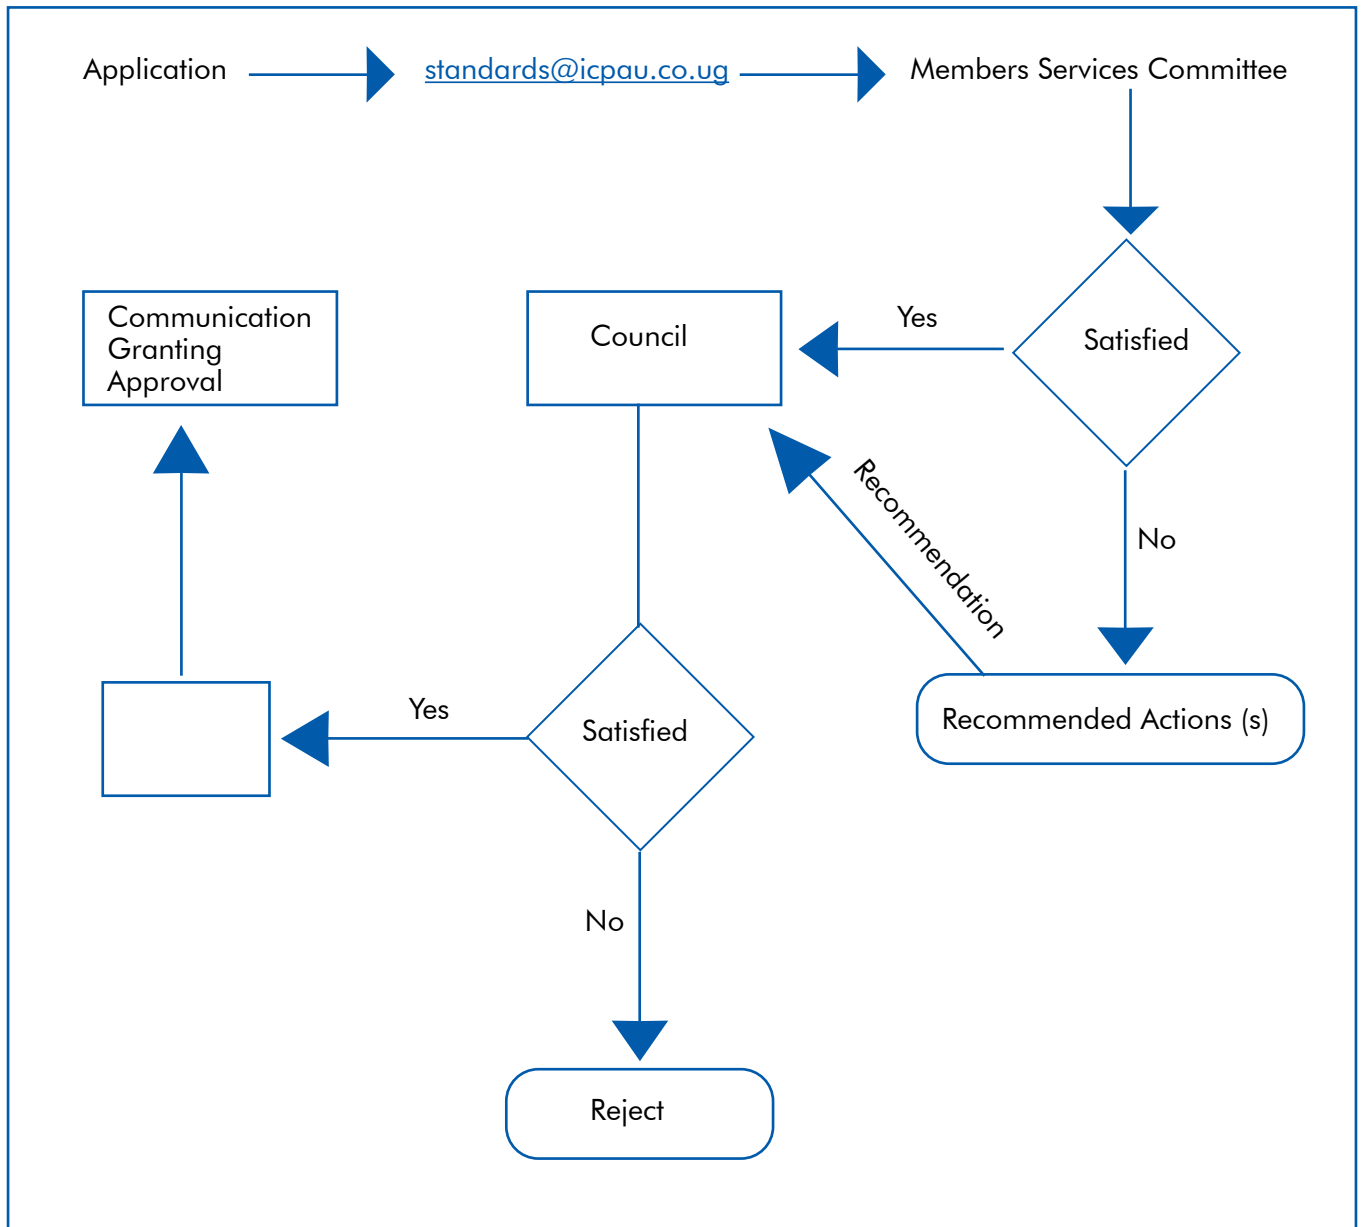 Application
standards@icpau.co.ug
Members Services Committee
Communication
Granting
Approval
Council
Yes
Satisfied
Recommendation
No
Recommended Actions (s)
Yes
Satisfied
No
Reject